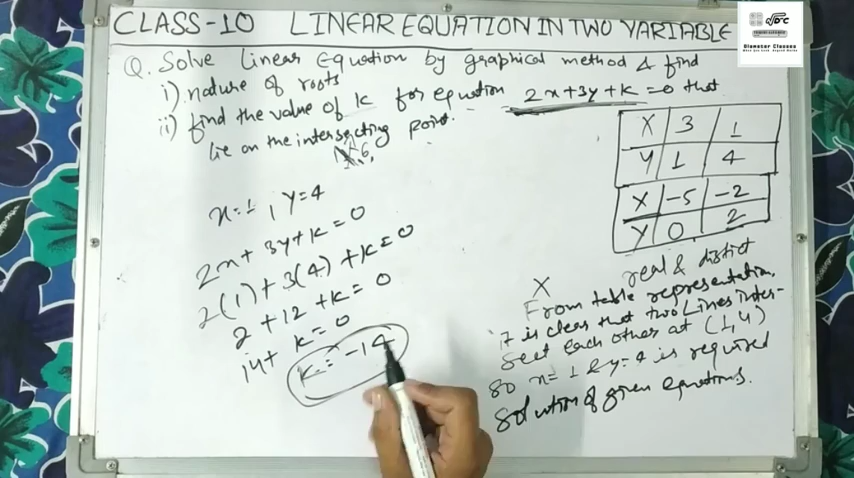 CLASS-10 LINEAR EQUATION IN TWO VARIABLE
Q. Solve Linear Equation by graphical method & find
i) nature of roots
ii) find the value of K for equation 2x+3y+K=0 that
lie on the intersecting point.
x=1, y=4
2x+3y+K=0
2(1)+3(4)+K=0
2+12+K=0
14+K=0
K=-14
X 3 1
Y 1 4
X -5 -2
Y 0 2
real & distict
X
From table representation,
it is clear that two Lines inter-
sect each other at (1,4)
so x=1 & y=4 is required
Solution of given equations.
Diamster Classes